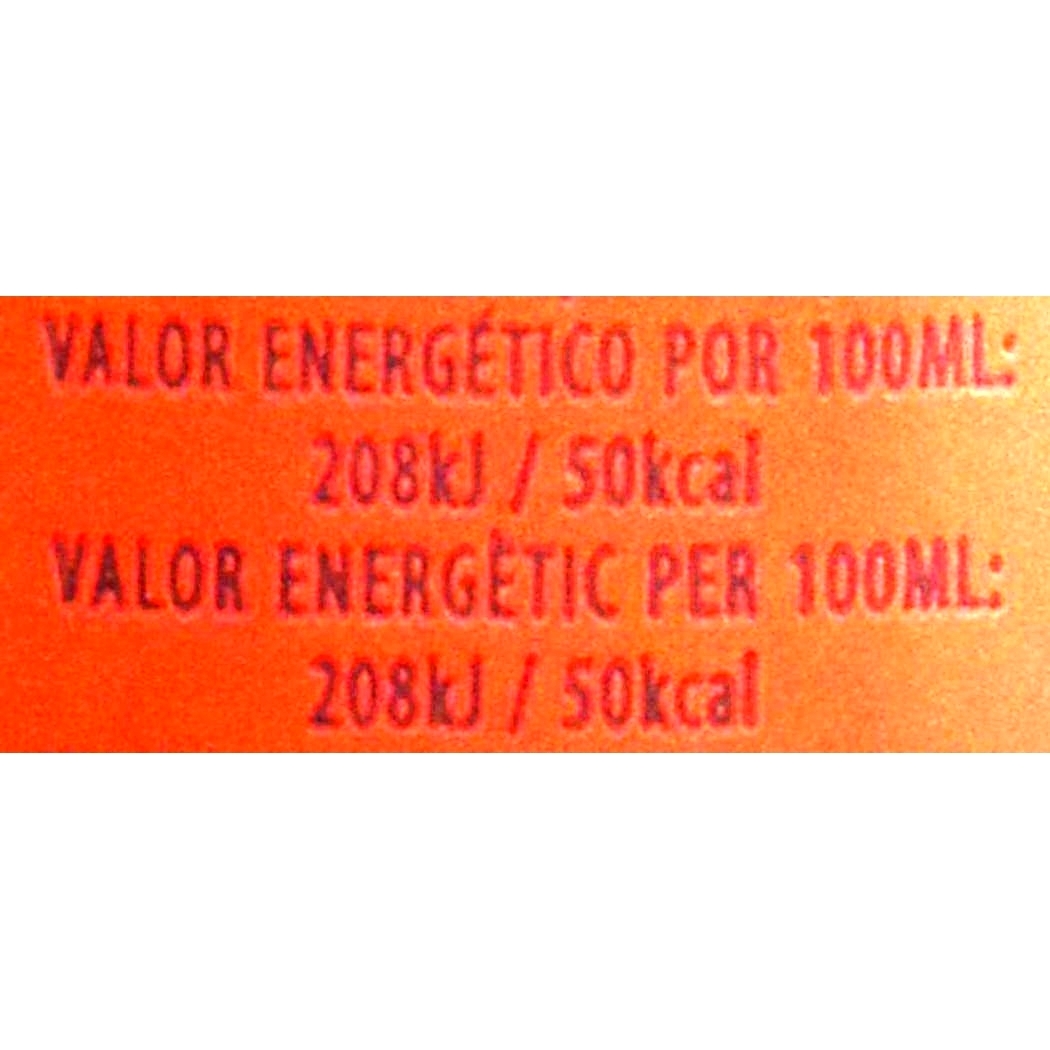 VALOR ENERGÉTICO POR 100ML:
208kJ / 50kcal
VALOR ENERGÈTIC PER 100ML:
208kJ / 50kcal